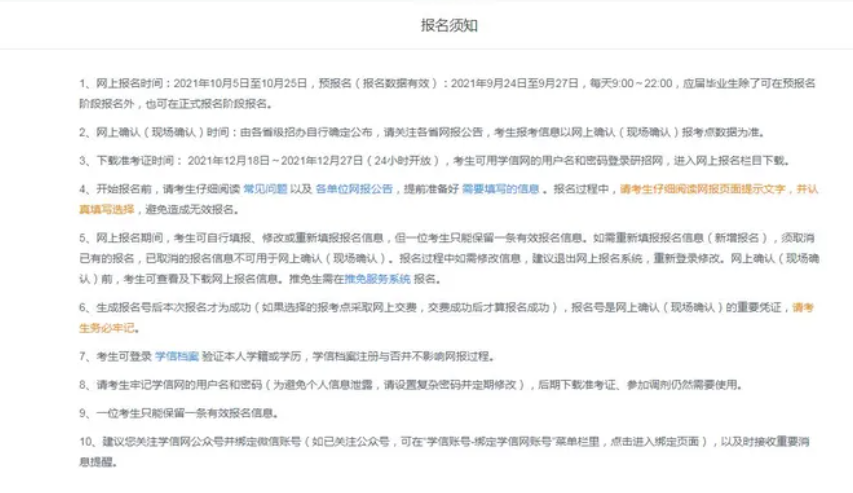 报名须知
1、网上报名时间：2021年10月5日至10月25日，预报名（报名数据有效）：2021年9月24日至9月27日，每天9:00～22:00，应届毕业生除了可在预报名
阶段报名外，也可在正式报名阶段报名。
2、网上确认（现场确认）时间：由各省级招办自行确定公布，请关注各省网报公告，考生报考信息以网上确认（现场确认）报考点数据为准。
3、下载准考证时间： 2021年12月18日～2021年12月27日（24小时开放），考生可用学信网的用户名和密码登录研招网，进入网上报名栏目下载。
4、开始报名前，请考生仔细阅读 常见问题 以及 各单位网报公告，提前准备好 需要填写的信息 。报名过程中，请考生仔细阅读网报页面提示文字，并认
真填写选择，避免造成无效报名。
5、网上报名期间，考生可自行填报、修改或重新填报报名信息，但一位考生只能保留一条有效报名信息。如需重新填报报名信息（新增报名），须取消
已有的报名信息，已取消的报名信息不可用于网上确认（现场确认）。报名过程中如需修改信息，建议退出网上报名系统，重新登录修改。网上确认（现场确
认）前，考生可查看及下载网上报名信息。推免生需在推免服务系统 报名。
6、生成报名号后本次报名才为成功（如果选择的报考点采取网上交费，交费成功后才算报名成功），报名号是网上确认（现场确认）的重要凭证，请考
生务必牢记。
7、考生可登录 学信档案 验证本人学籍或学历，学信档案注册与否并不影响网报过程。
8、请考生牢记学信网的用户名和密码（为避免个人信息泄露，请设置复杂密码并定期修改），后期下载准考证、参加调剂仍然需要使用。
9、一位考生只能保留一条有效报名信息。
10、建议您关注学信网公众号并绑定微信账号（如已关注公众号，可在“学信账号-绑定学信网账号”菜单栏里，点击进入绑定页面），以及时接收重要消
息提醒。